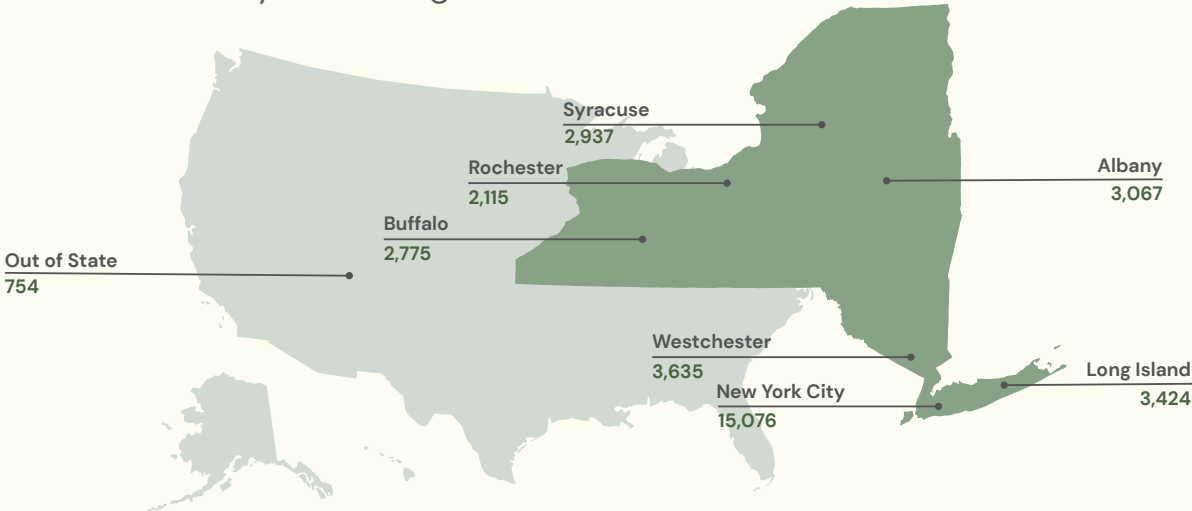 Syracuse
2,937
Rochester
2,115
Albany
3,067
Buffalo
2,775
Out of State
754
Westchester
3,635
New York City
15,076
Long Island
3,424